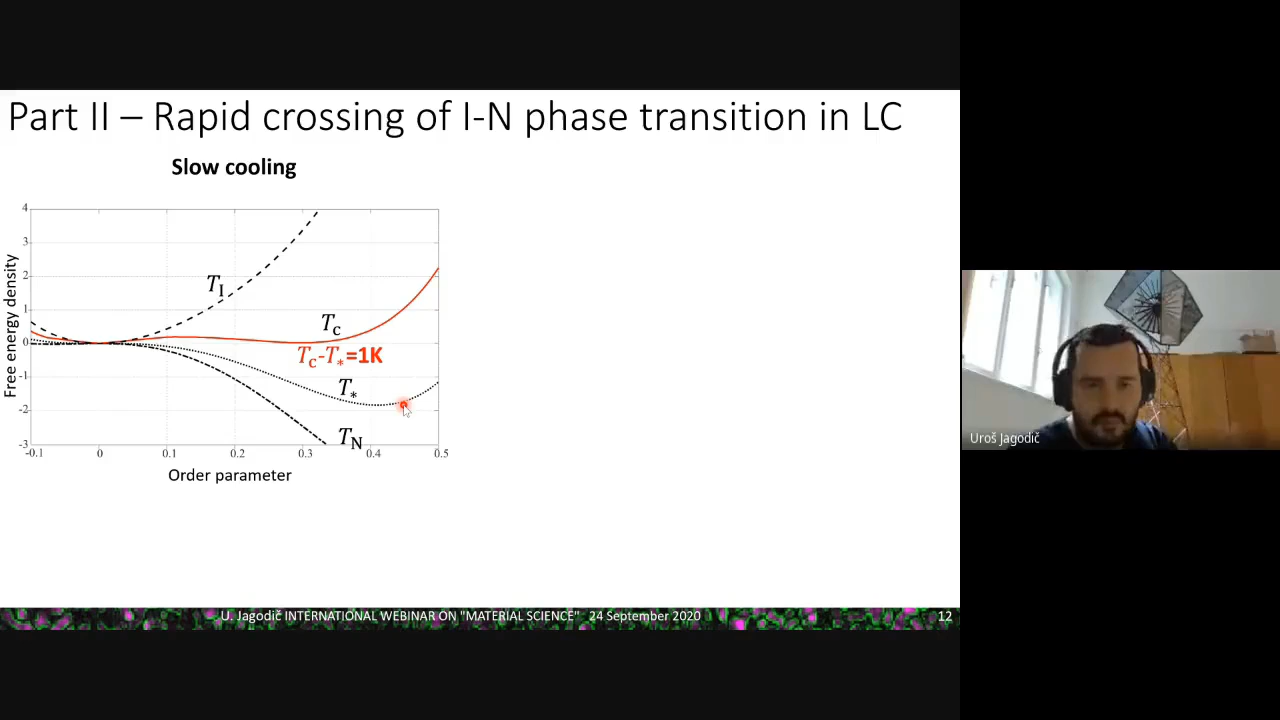 Part II – Rapid crossing of I-N phase transition in LC
Slow cooling
4
3
2
1
0
-1
-2
-3
Free energy density
T_I
T_c
T_c-T_*=1K
T_*
T_N
-0.1 0 0.1 0.2 0.3 0.4 0.5
Order parameter
Uroš Jagodič
U. Jagodič INTERNATIONAL WEBINAR ON "MATERIAL SCIENCE" 24 September 2020
12